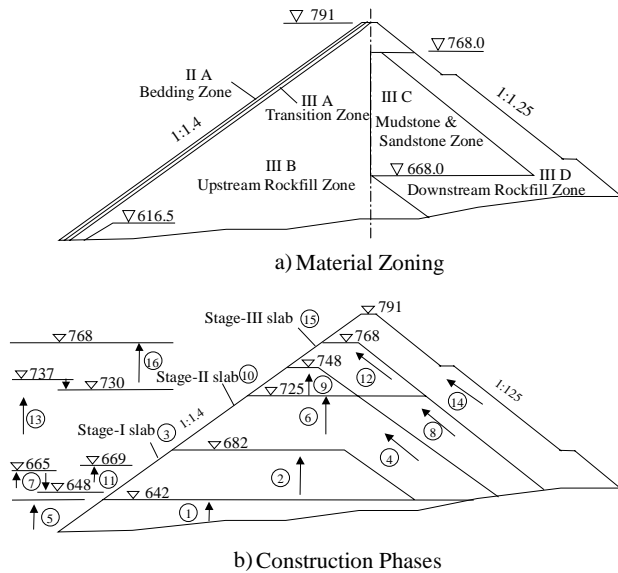 ▽ 791
▽ 768.0
II A
Bedding Zone
III A
Transition Zone
1:1.4
III C
Mudstone &
Sandstone Zone
1:1.25
III B
Upstream Rockfill Zone
▽ 668.0
III D
Downstream Rockfill Zone
▽ 616.5
a) Material Zoning
▽ 791
Stage-III slab ⑮
▽ 768
▽ 768
⑯
▽ 748
⑫
▽ 737
▽ 730
Stage-II slab ⑩
⑨
▽ 725
⑭
1:125
⑬
Stage-I slab ③
1:1.4
⑥
⑧
▽ 682
④
▽ 665
▽ 669
⑦
⑪
②
▽ 648
▽ 642
⑤
①
b) Construction Phases